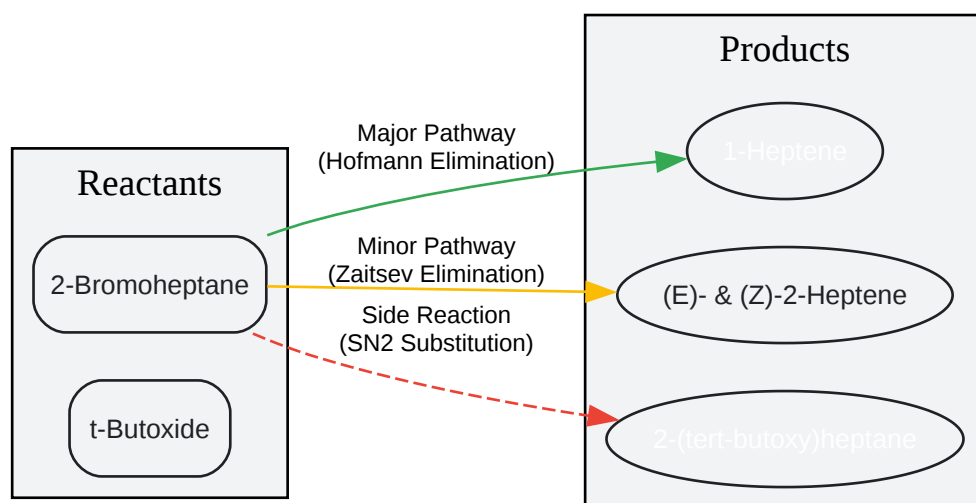 Products
Reactants
Major Pathway
(Hofmann Elimination)
1-Heptene
2-Bromoheptane
Minor Pathway
(Zaitsev Elimination)
(E)- & (Z)-2-Heptene
Side Reaction
(SN2 Substitution)
t-Butoxide
2-(tert-butoxy)heptane